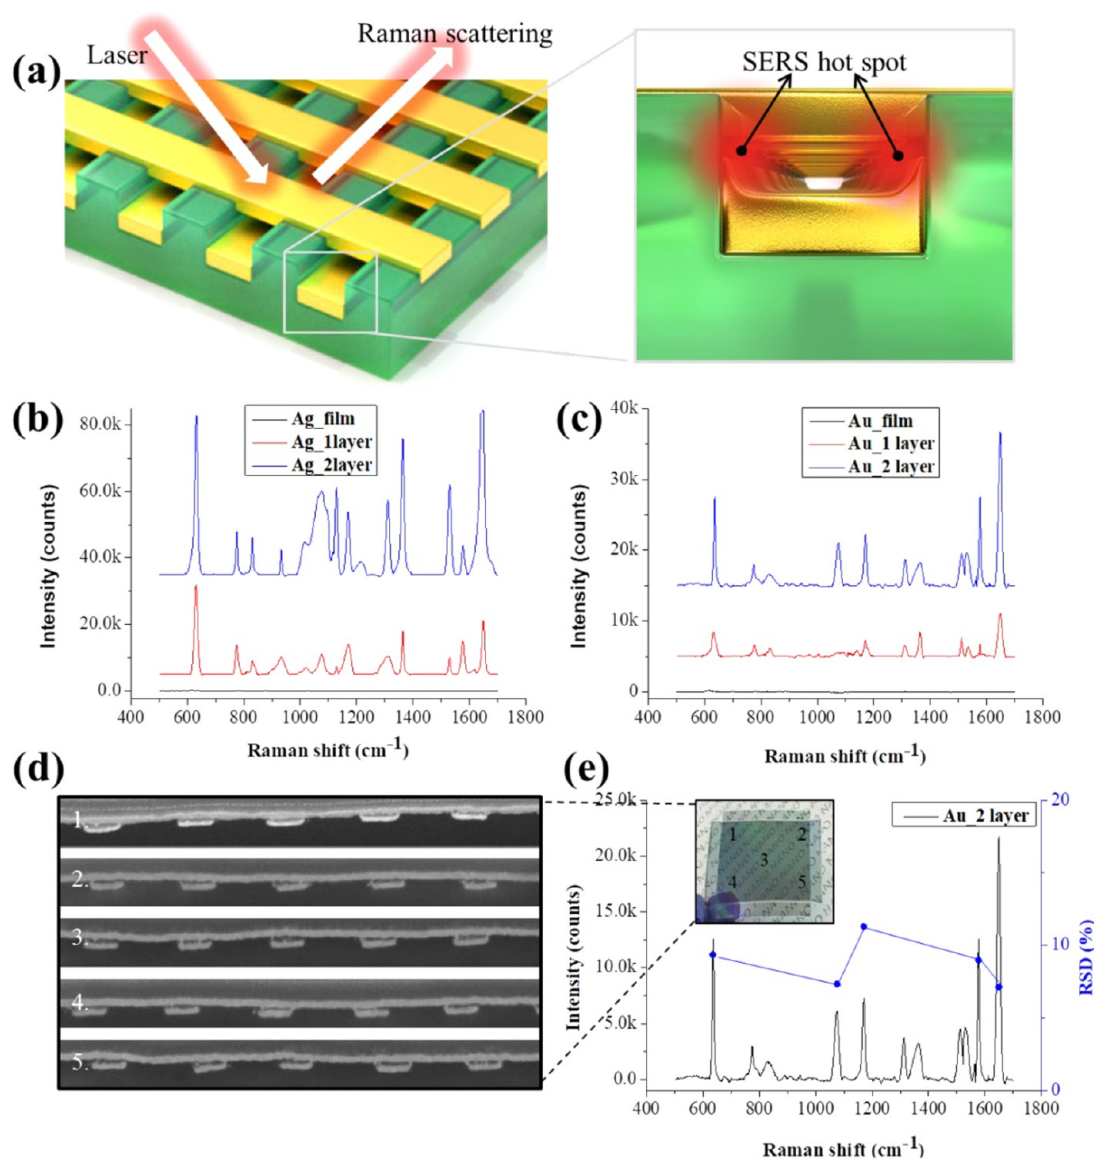 (a)
Laser
Raman scattering
SERS hot spot
(b)
Intensity (counts)
80.0k
60.0k
40.0k
20.0k
0.0
Ag_film
Ag_1layer
Ag_2layer
400 600 800 1000 1200 1400 1600 1800
Raman shift (cm⁻¹)
(c)
Intensity (counts)
40k
30k
20k
10k
0
Au_film
Au_1 layer
Au_2 layer
400 600 800 1000 1200 1400 1600 1800
Raman shift (cm⁻¹)
(d)
1.
2.
3.
4.
5.
(e)
Intensity (counts)
25.0k
20.0k
15.0k
10.0k
5.0k
0.0
1 2
3
4 5
Au_2 layer
20
10
0
RSD (%)
400 600 800 1000 1200 1400 1600 1800
Raman shift (cm⁻¹)